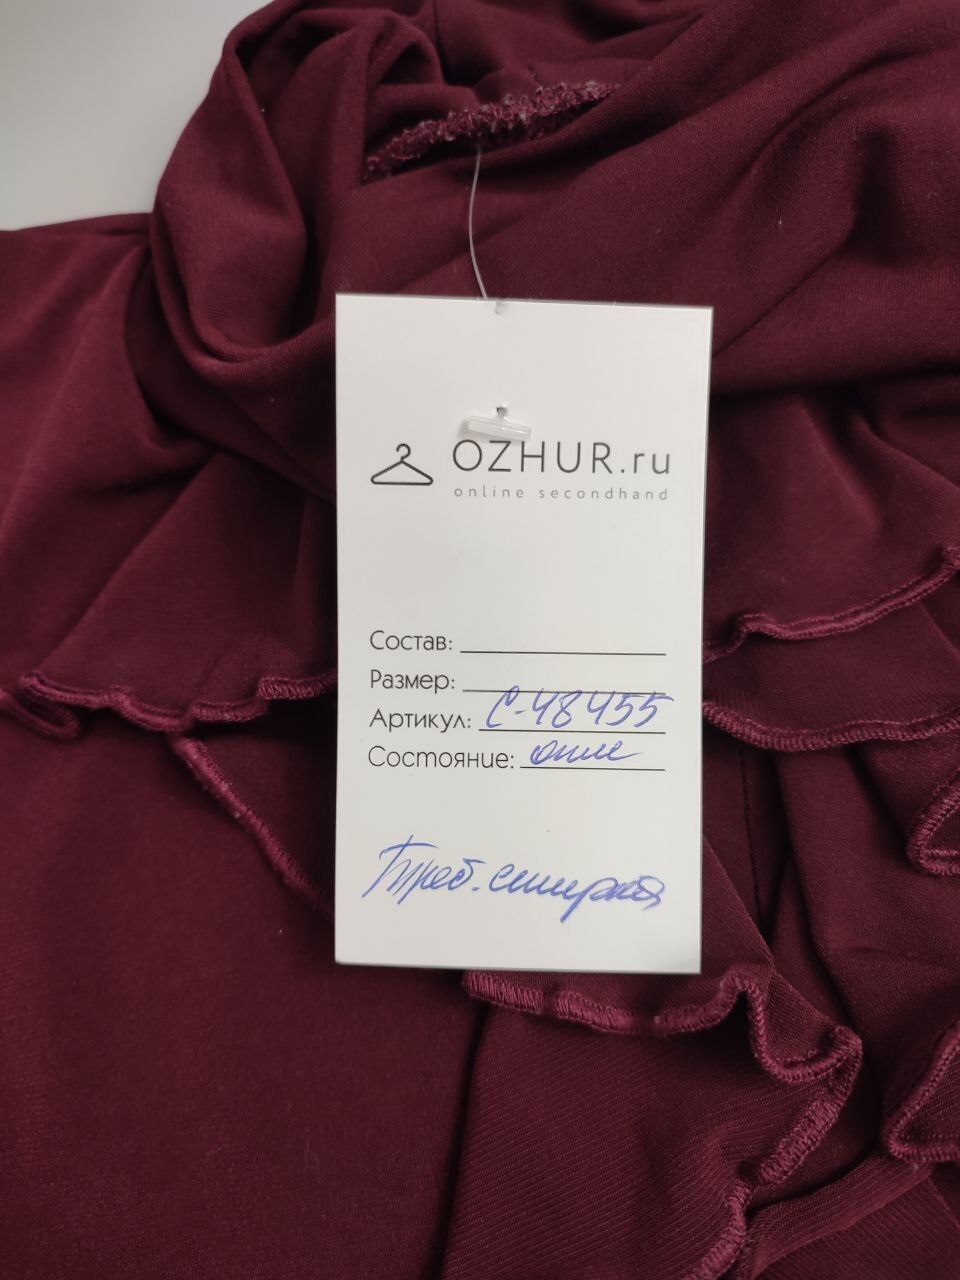 OZHUR.ru
online secondhand
Состав:
Размер:
Артикул: С-48455
Состояние: отл
Треб. стирка